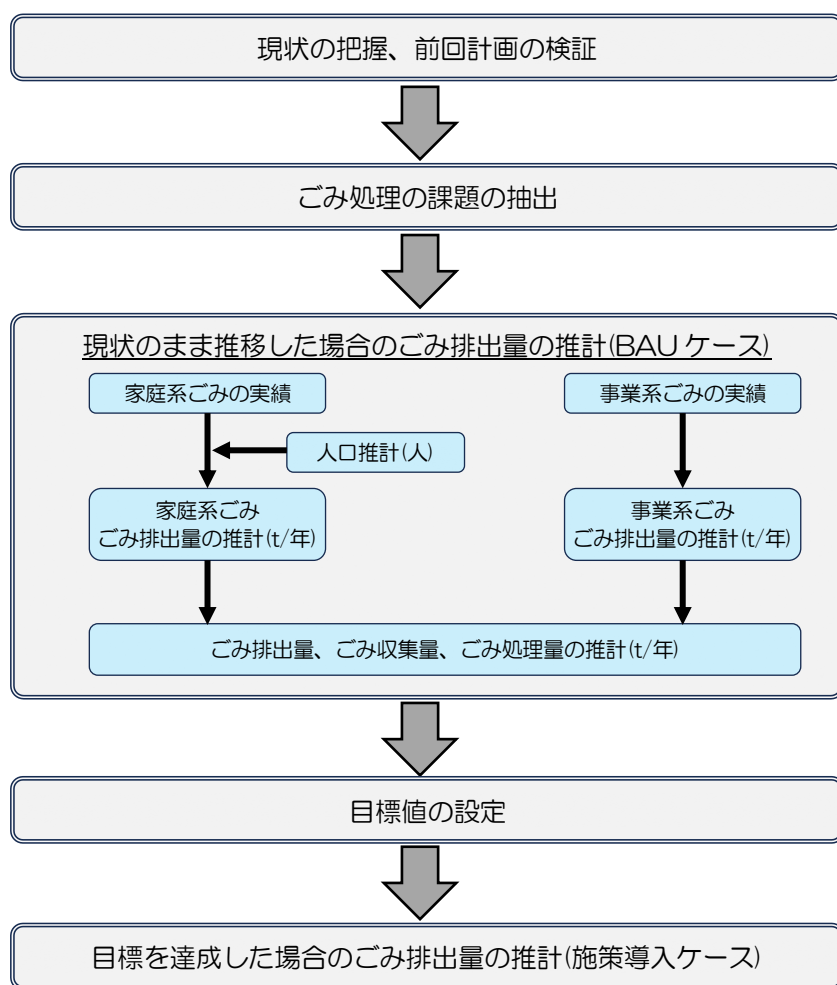 現状の把握、前回計画の検証
ごみ処理の課題の抽出
現状のまま推移した場合のごみ排出量の推計(BAUケース)
家庭系ごみの実績
事業系ごみの実績
人口推計(人)
家庭系ごみ
ごみ排出量の推計(t/年)
事業系ごみ
ごみ排出量の推計(t/年)
ごみ排出量、ごみ収集量、ごみ処理量の推計(t/年)
目標値の設定
目標を達成した場合のごみ排出量の推計(施策導入ケース)